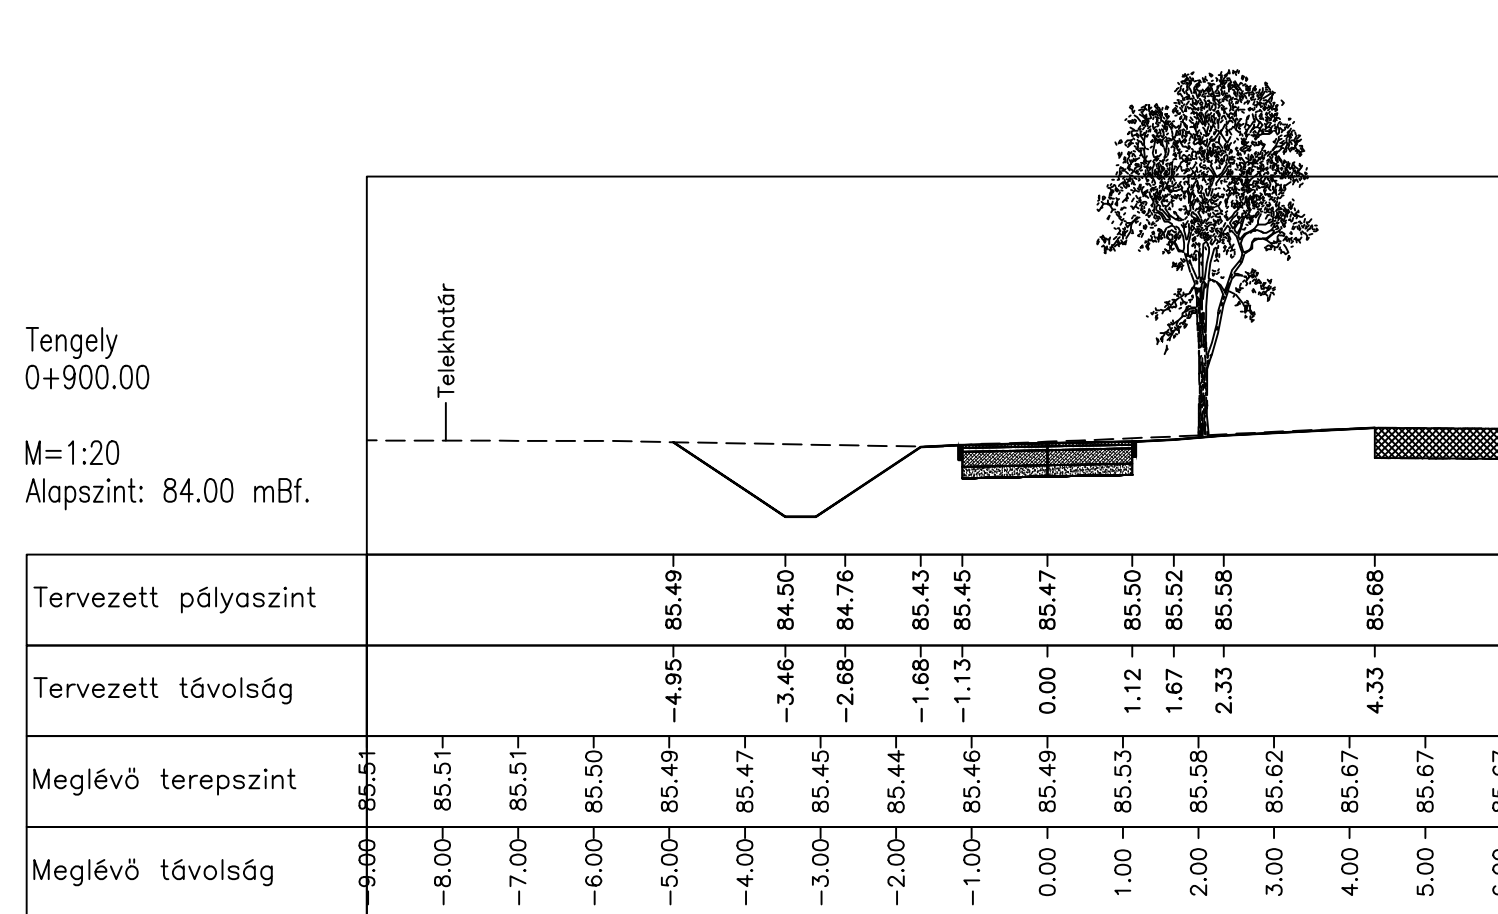 Telekhatár
Tengely
0+900.00
M=1:20
Alapszint: 84.00 mBf.
Tervezett pályaszint 85.49 84.50 84.76 85.43 85.45 85.47 85.50 85.52 85.58 85.68
Tervezett távolság -4.95 -3.46 -2.68 -1.68 -1.13 0.00 1.12 1.67 2.33 4.33
Meglévő terepszint 85.51 85.51 85.51 85.50 85.49 85.47 85.45 85.44 85.46 85.49 85.53 85.58 85.62 85.67 85.67
Meglévő távolság -9.00 -8.00 -7.00 -6.00 -5.00 -4.00 -3.00 -2.00 -1.00 0.00 1.00 2.00 3.00 4.00 5.00